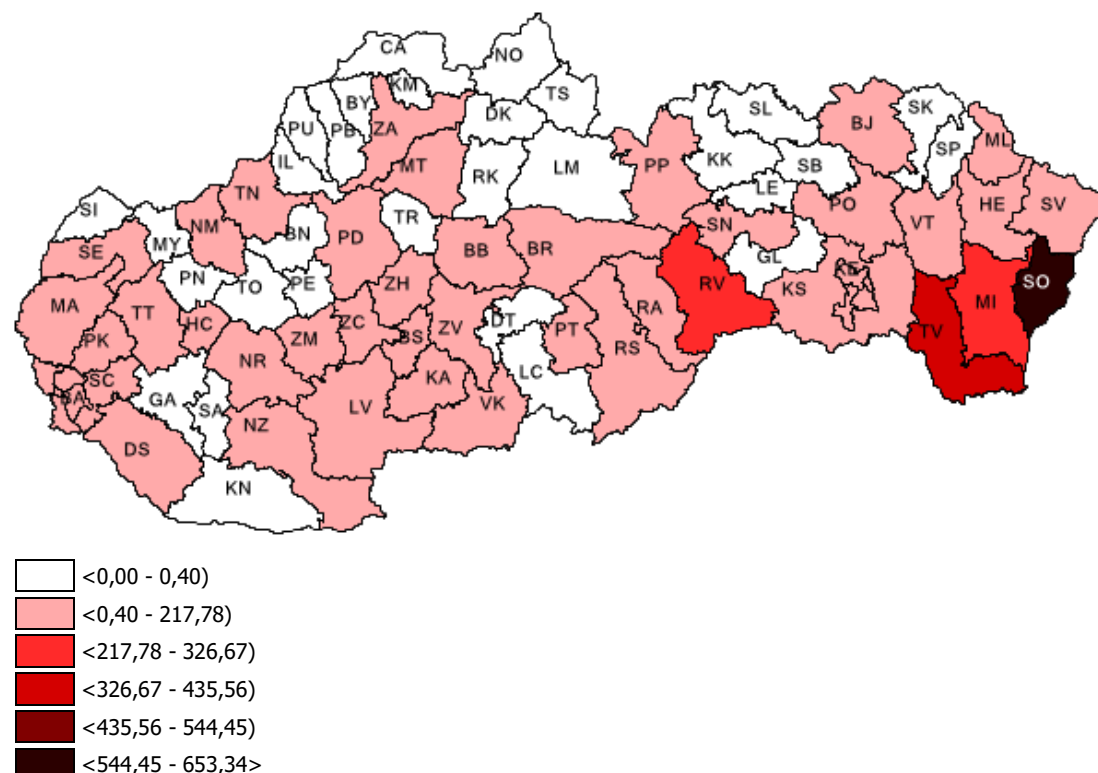 CA
NO
KM
BY
TS
PU
PB
ZA
DK
SL
SK
BJ
IL
MT
RK
LM
PP
KK
SB
SP
ML
TN
LE
SI
NM
BN
PD
TR
SN
PO
VT
HE
SV
MY
SE
BB
BR
GL
PN
TO
PE
ZH
RV
KS
KE
SO
MA
TT
HC
ZM
ZC
BS
ZV
DT
PT
RA
RS
TV
MI
PK
NR
SC
KA
LC
BA
GA
SA
LV
VK
NZ
DS
KN
<0,00 - 0,40)
<0,40 - 217,78)
<217,78 - 326,67)
<326,67 - 435,56)
<435,56 - 544,45)
<544,45 - 653,34>